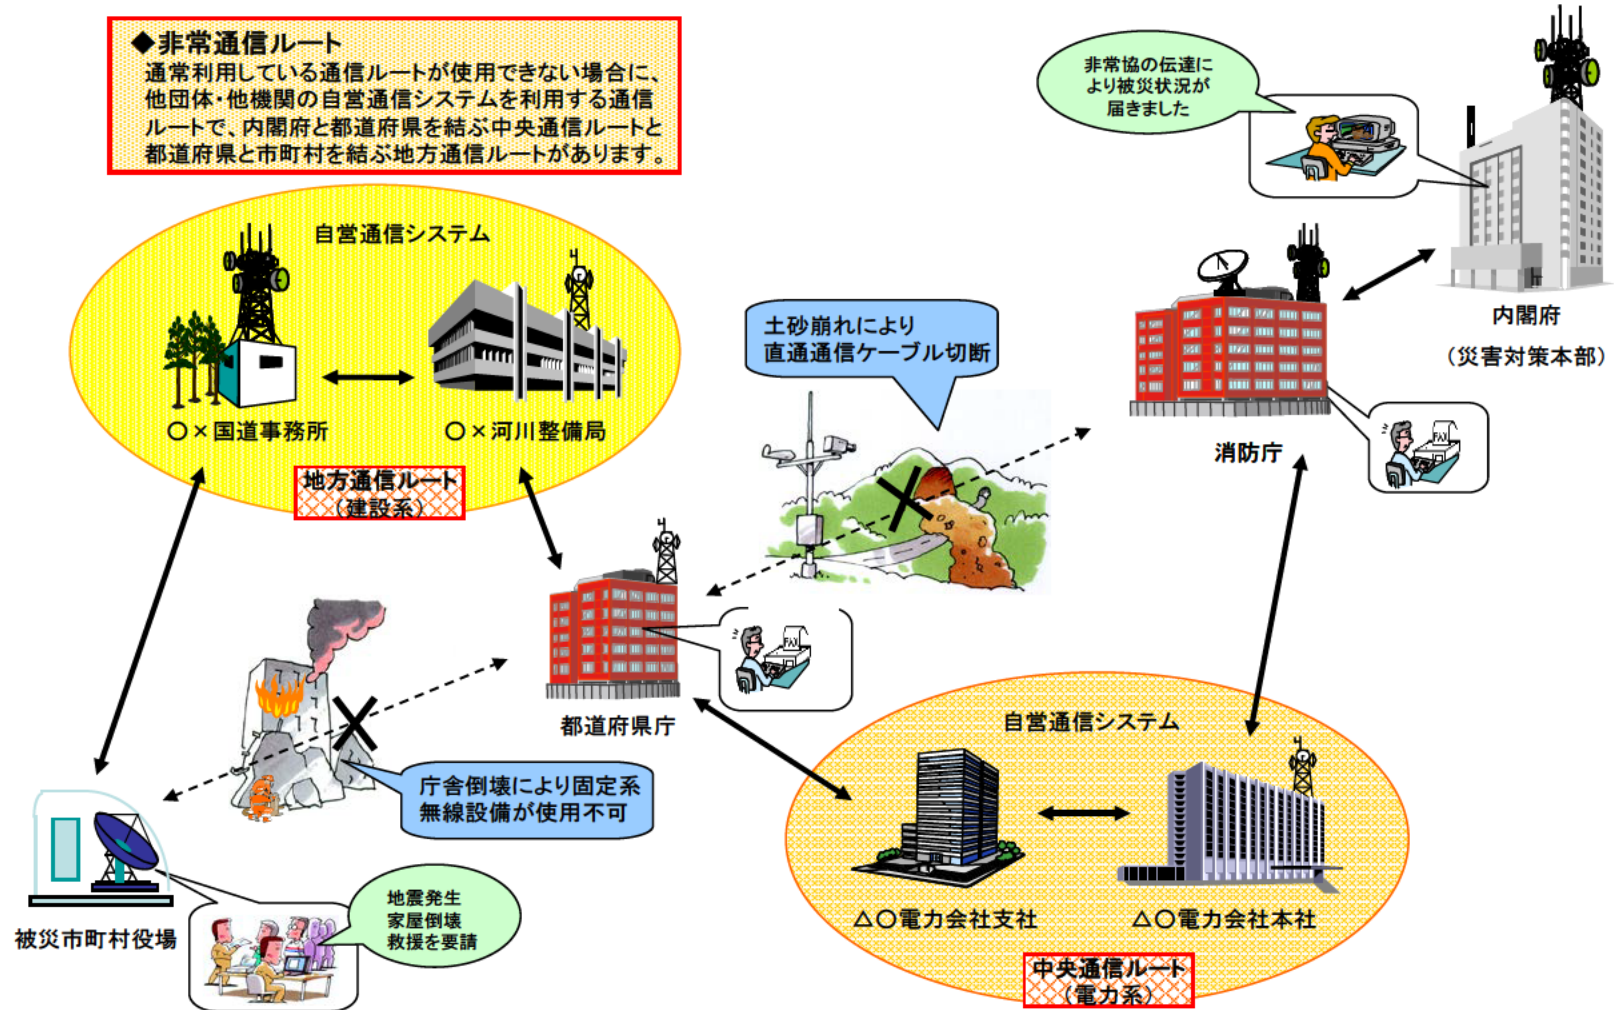 ◆非常通信ルート
通常利用している通信ルートが使用できない場合に、
他団体・他機関の自営通信システムを利用する通信
ルートで、内閣府と都道府県を結ぶ中央通信ルートと
都道府県と市町村を結ぶ地方通信ルートがあります。
非常協の伝達に
より被災状況が
届きました
内閣府
（災害対策本部）
自営通信システム
〇×国道事務所
〇×河川整備局
地方通信ルート
（建設系）
土砂崩れにより
直通通信ケーブル切断
消防庁
FAX
都道府県庁
FAX
庁舎倒壊により固定系
無線設備が使用不可
被災市町村役場
地震発生
家屋倒壊
救援を要請
自営通信システム
△〇電力会社支社
△〇電力会社本社
中央通信ルート
（電力系）